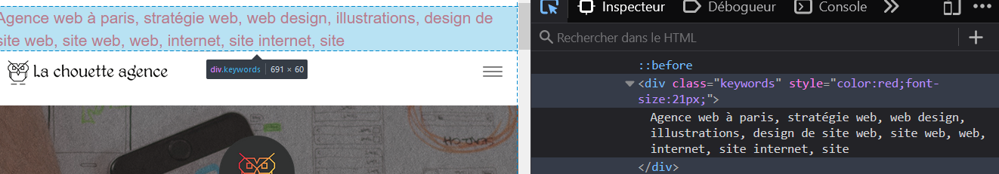 Agence web à paris, stratégie web, web design, illustrations, design de
site web, site web, web, internet, site internet, site
div.keywords | 691 × 60
La chouette agence
SEARCH
Inspecteur
Débogueur
Console
Rechercher dans le HTML
::before
<div class="keywords" style="color:red;font-
size:21px;">
Agence web à paris, stratégie web, web design,
illustrations, design de site web, site web, web,
internet, site internet, site
</div>